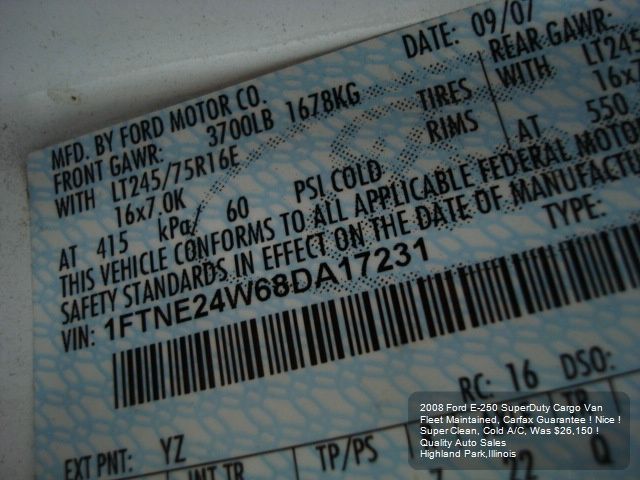 DATE: 09/07
MFD. BY FORD MOTOR CO.
FRONT GAWR: 3700LB 1678KG
REAR GAWR:
WITH LT245/75R16E TIRES
WITH LT245
16x7.0K RIMS
16x7
AT 415 kPa/ 60 PSI COLD
AT 550
THIS VEHICLE CONFORMS TO ALL APPLICABLE FEDERAL MOTOR
SAFETY STANDARDS IN EFFECT ON THE DATE OF MANUFACTU
VIN: 1FTNE24W68DA17231
TYPE:
RC: 16 DSO:
EXT PNT: YZ
INT TR TP/PS
22 Q
2008 Ford E-250 SuperDuty Cargo Van
Fleet Maintained, Carfax Guarantee ! Nice !
Super Clean, Cold A/C, Was $26,150 !
Quality Auto Sales
Highland Park,Illinois